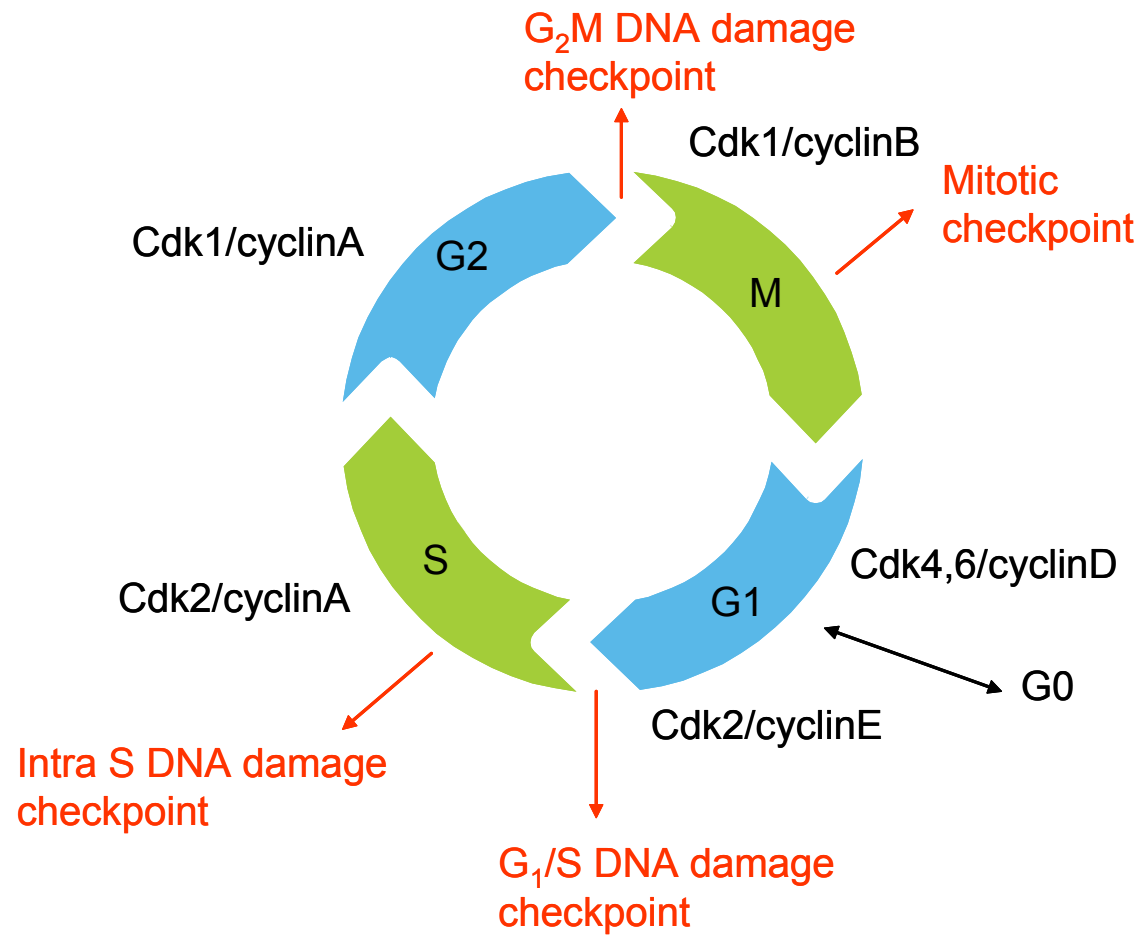 G₂M DNA damage
checkpoint
Cdk1/cyclinB
Mitotic
checkpoint
Cdk1/cyclinA
G2
M
S
Cdk2/cyclinA
G1
Cdk4,6/cyclinD
G0
Cdk2/cyclinE
Intra S DNA damage
checkpoint
G₁/S DNA damage
checkpoint